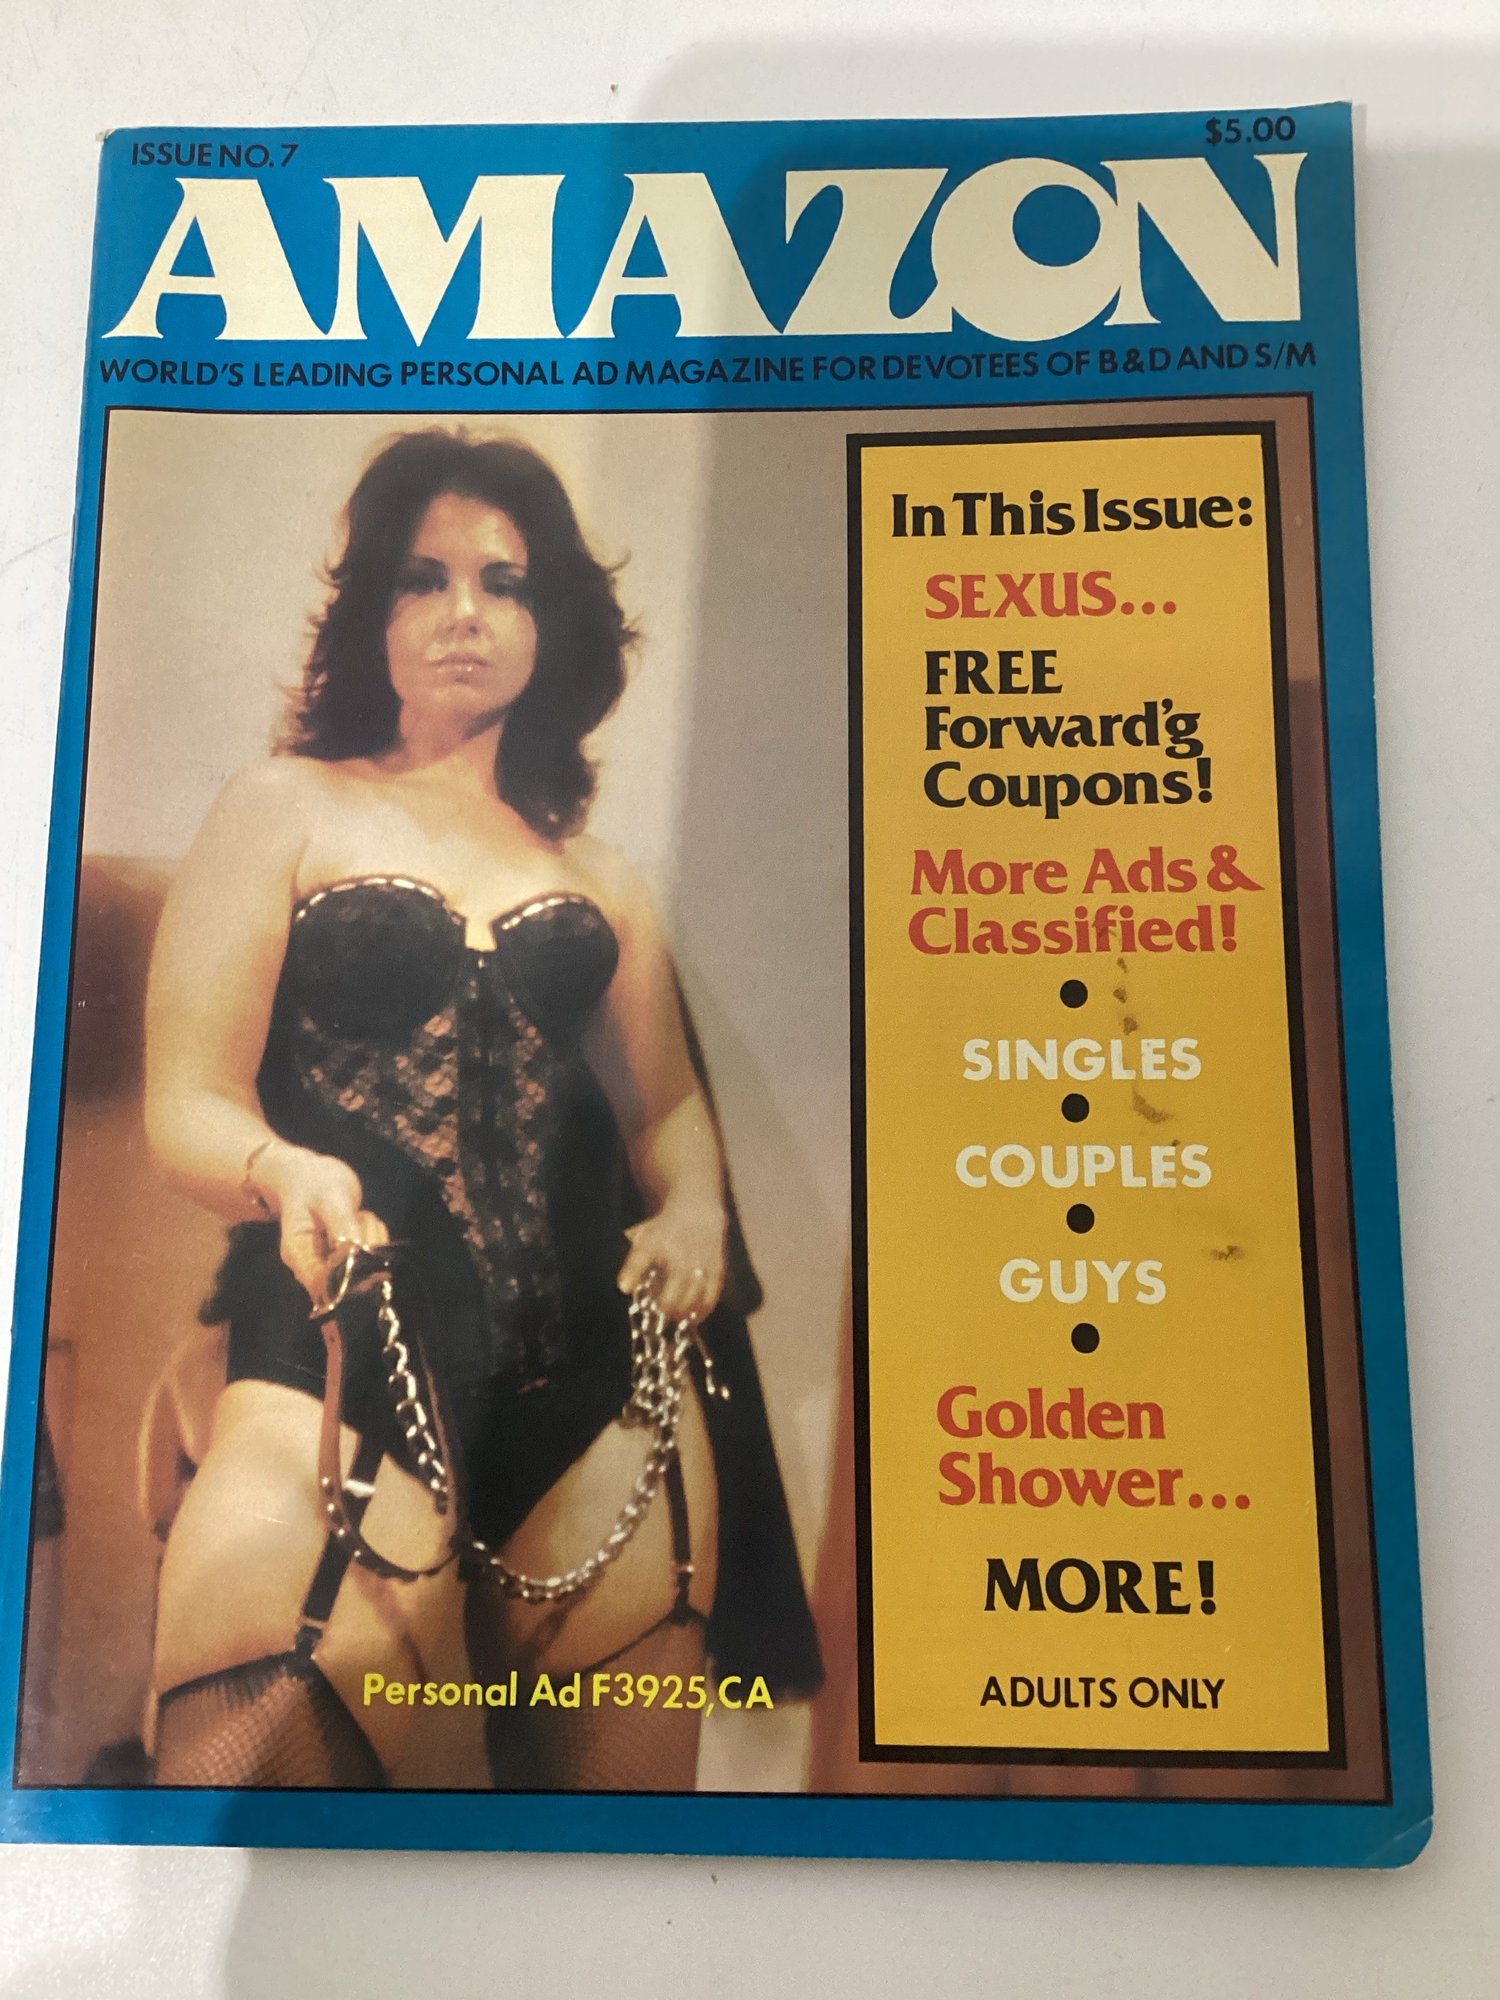 ISSUE NO. 7
$5.00
AMAZON
WORLD'S LEADING PERSONAL AD MAGAZINE FOR DEVOTEES OF B&D AND S/M
In This Issue:
SEXUS...
FREE
Forward'g
Coupons!
More Ads &
Classified!
SINGLES
COUPLES
GUYS
Golden
Shower...
MORE!
ADULTS ONLY
Personal Ad F3925, CA